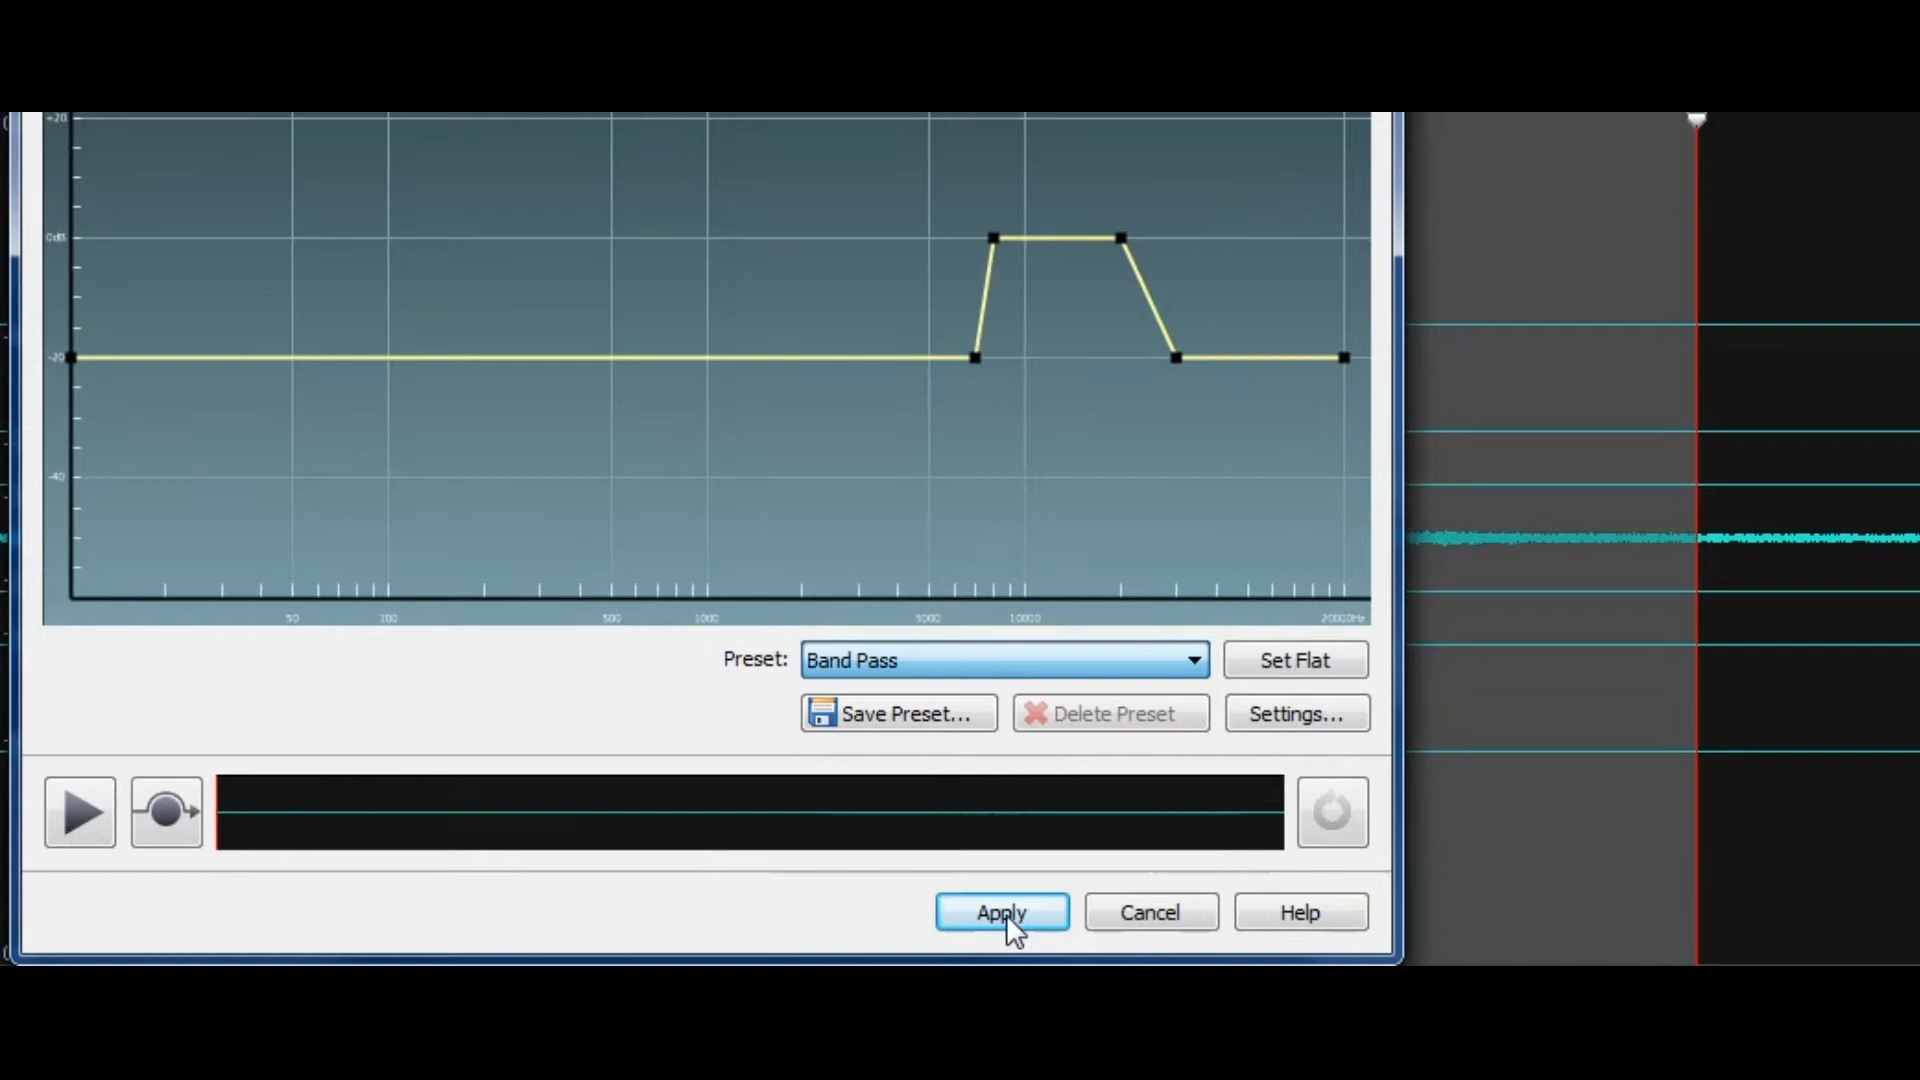 +20
0dB
-20
-40
50 100 500 1000 5000 10000 20000Hz
Preset: Band Pass Set Flat
Save Preset... Delete Preset Settings...
Apply Cancel Help